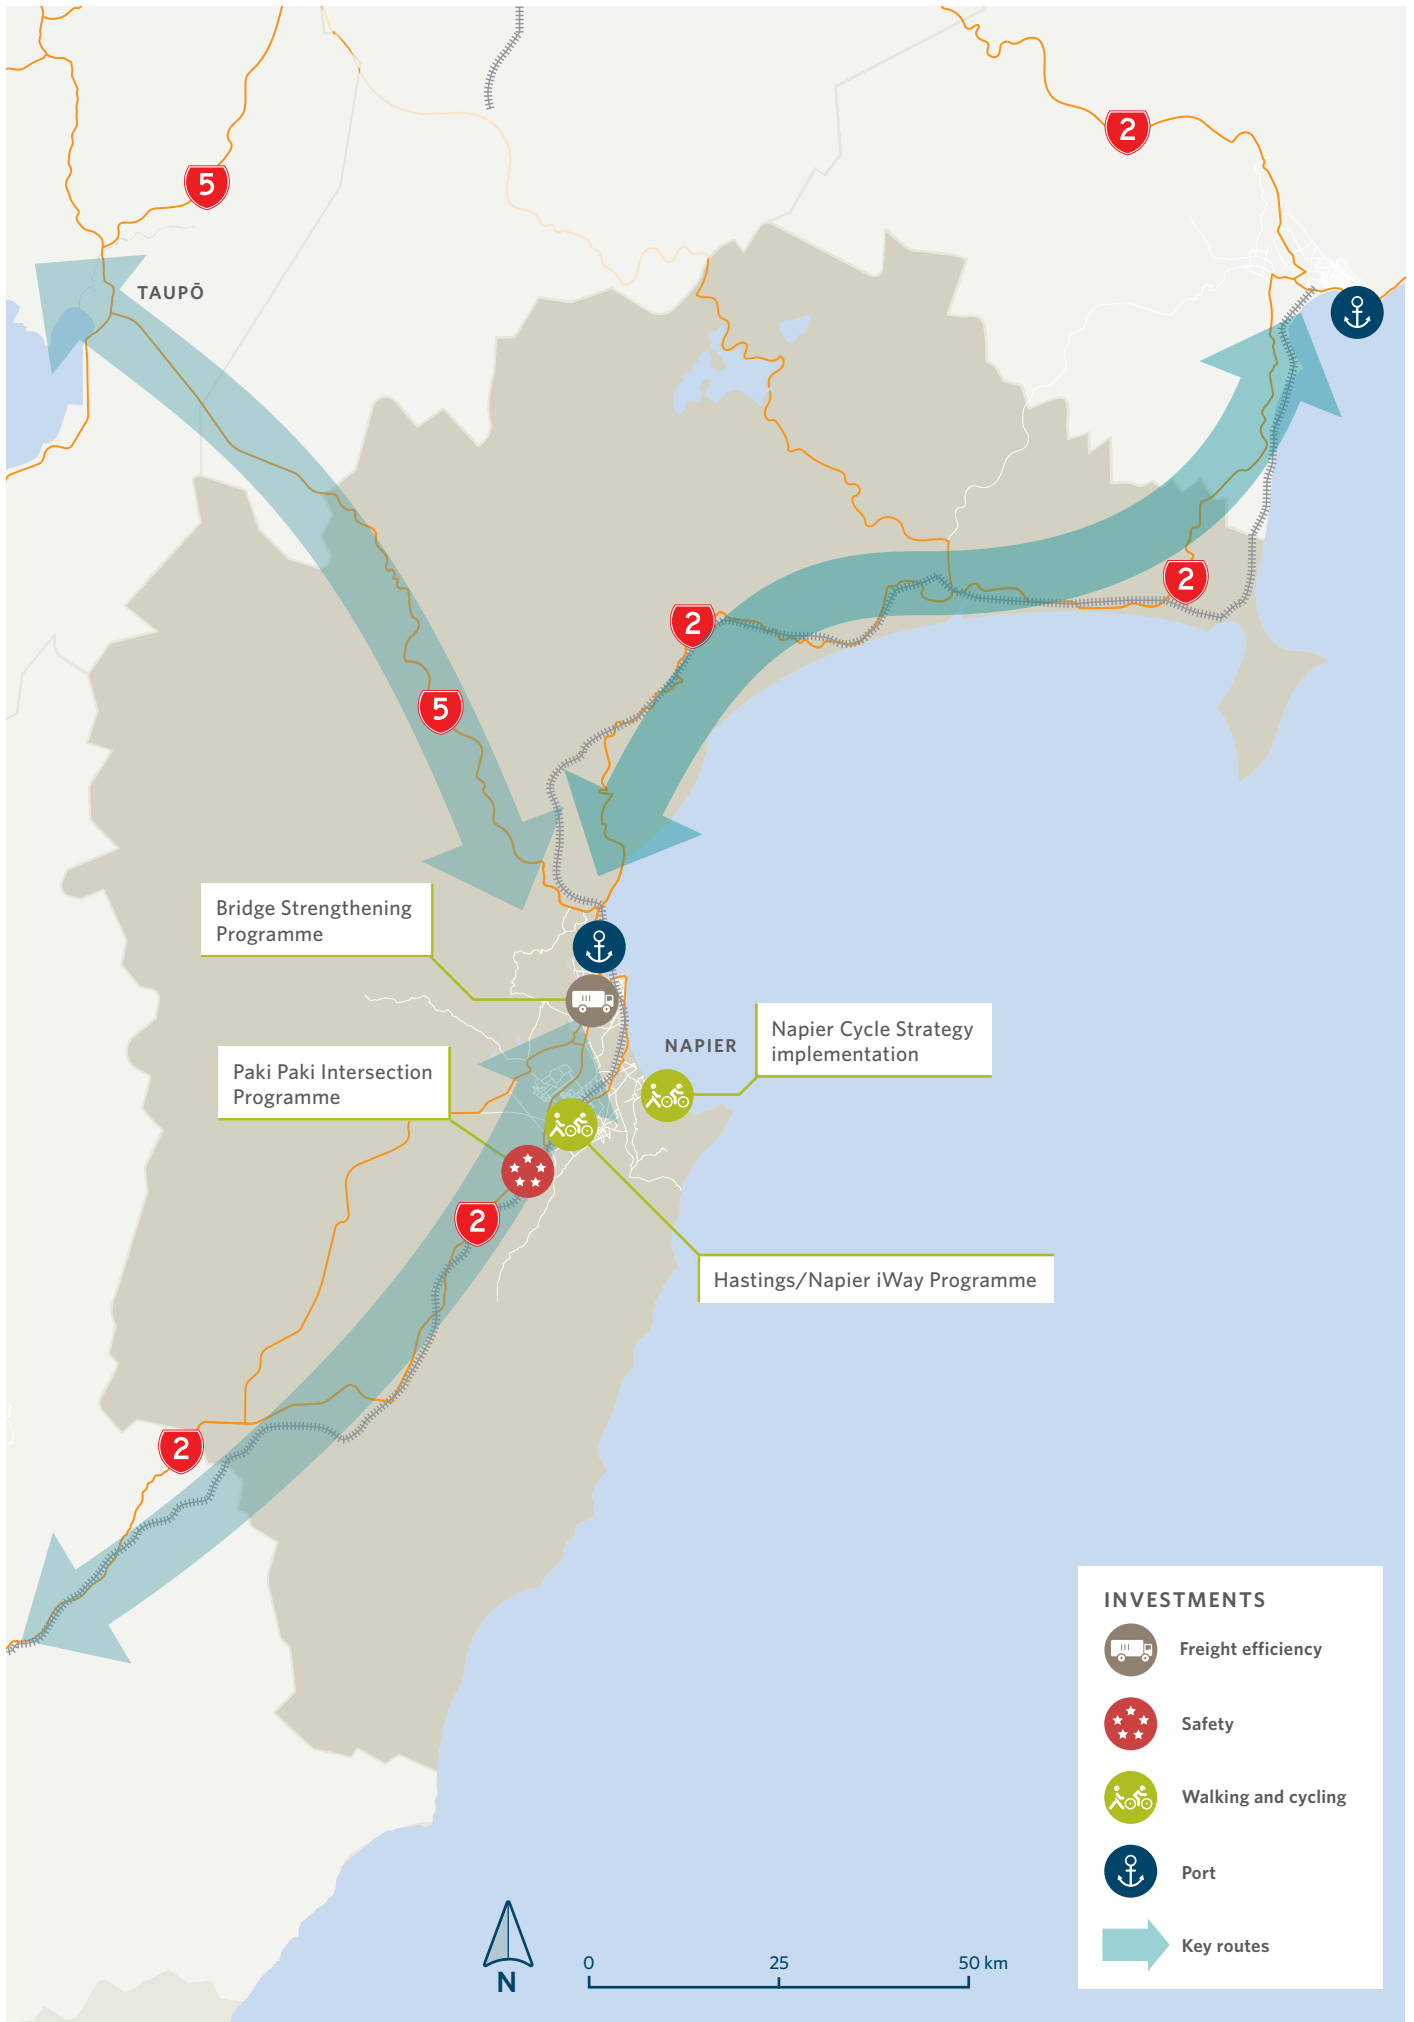 2
5
TAUPŌ
2
2
5
Bridge Strengthening
Programme
Napier Cycle Strategy
implementation
NAPIER
Paki Paki Intersection
Programme
2
Hastings/Napier iWay Programme
2
INVESTMENTS
Freight efficiency
Safety
Walking and cycling
Port
Key routes
N
0 25 50 km